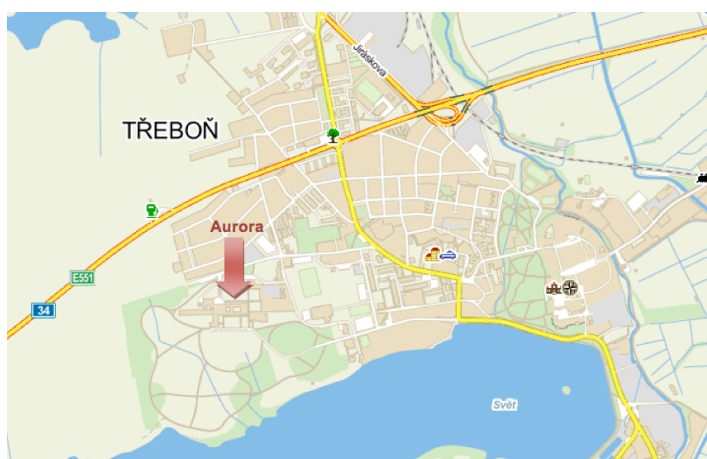 Jiráskova
TŘEBOŇ
Aurora
E551
34
Svět